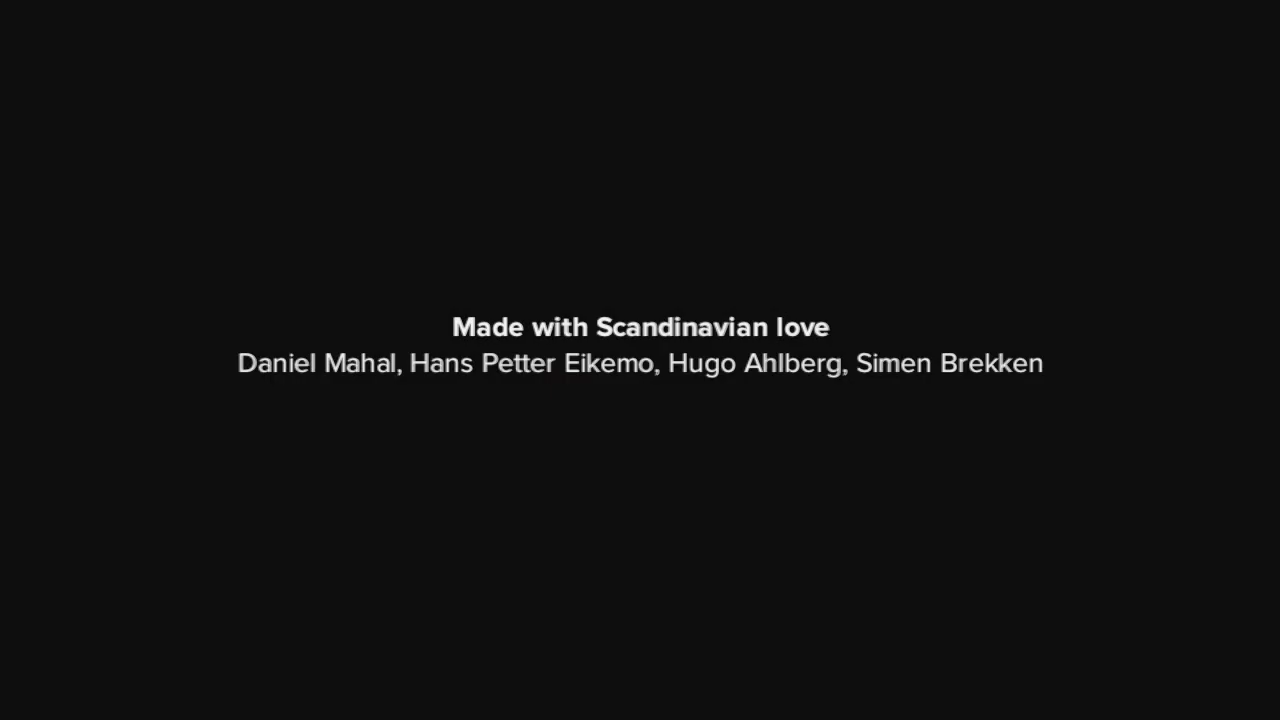 Made with Scandinavian love
Daniel Mahal, Hans Petter Eikemo, Hugo Ahlberg, Simen Brekken